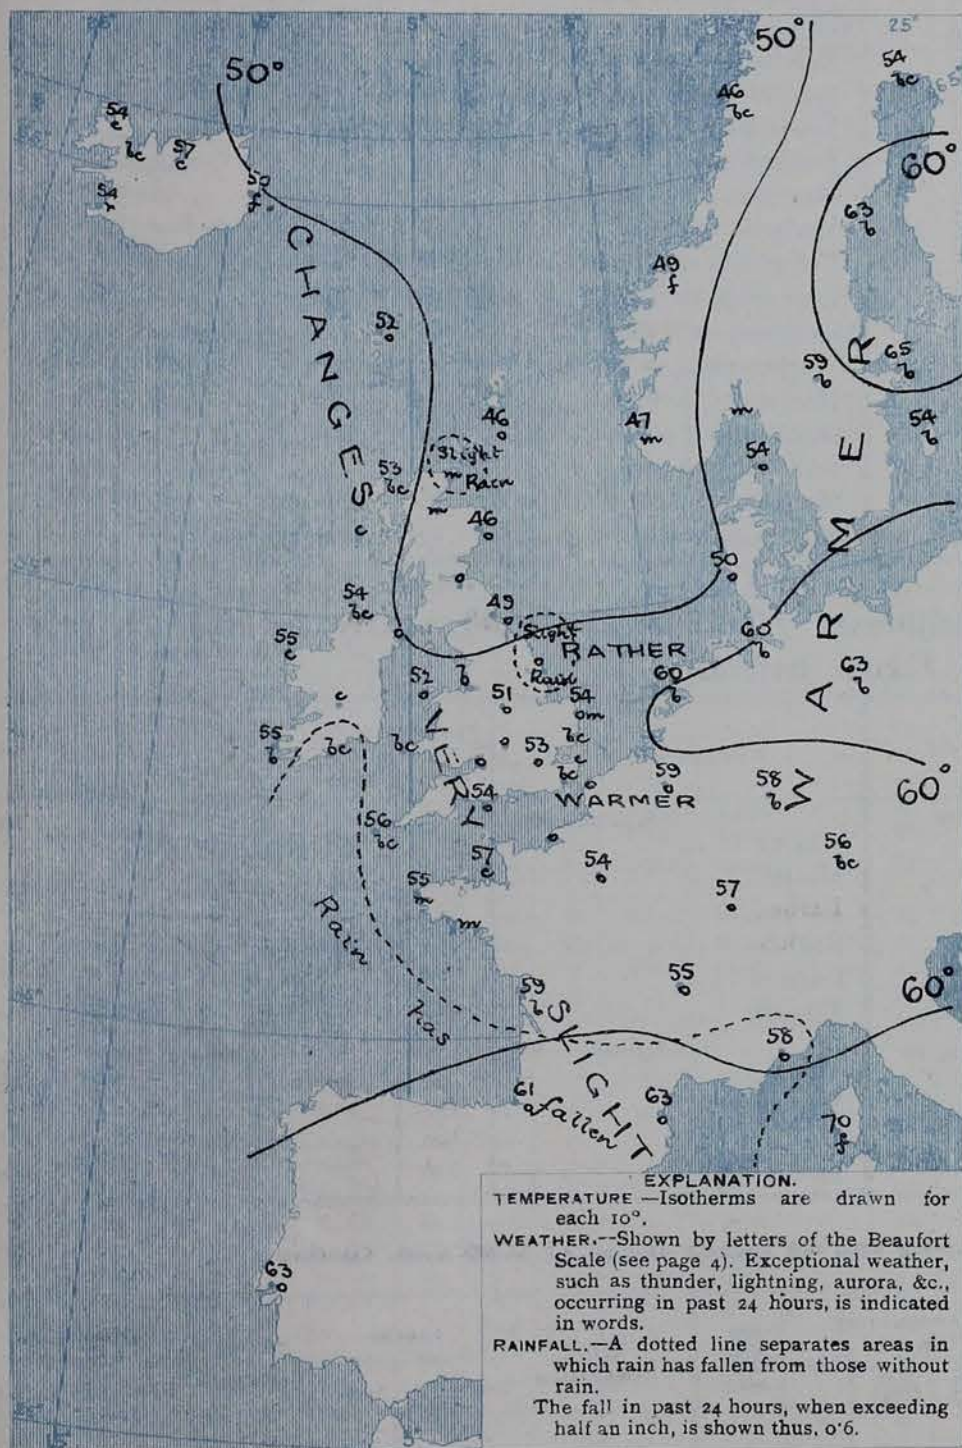 50°
50°
25°
65°
54
bc
46
bc
54
c
bc
57
c
54
50
60°
63
b
CHANGES
49
f
52
59
b
65
b
54
b
46
47
m
m
54
Slight
m
Rain
53
bc
m
c
46
54
bc
50
49
Slight
Rain
55
c
RATHER
60
b
60
b
63
b
WARMER
52
b
51
54
om
c
55
b
bc
bc
bc
c
bc
53
VERY
59
58
b
60°
WARMER
54
56
bc
56
bc
57
c
54
55
m
m
57
Rain
has
fallen
55
59
b
60°
SLIGHT
58
61
63
70
63
5°
EXPLANATION.
TEMPERATURE—Isotherms are drawn for
each 10°.
WEATHER.--Shown by letters of the Beaufort
Scale (see page 4). Exceptional weather,
such as thunder, lightning, aurora, &c.,
occurring in past 24 hours, is indicated
in words.
RAINFALL.—A dotted line separates areas in
which rain has fallen from those without
rain.
The fall in past 24 hours, when exceeding
half an inch, is shown thus, 0·6.